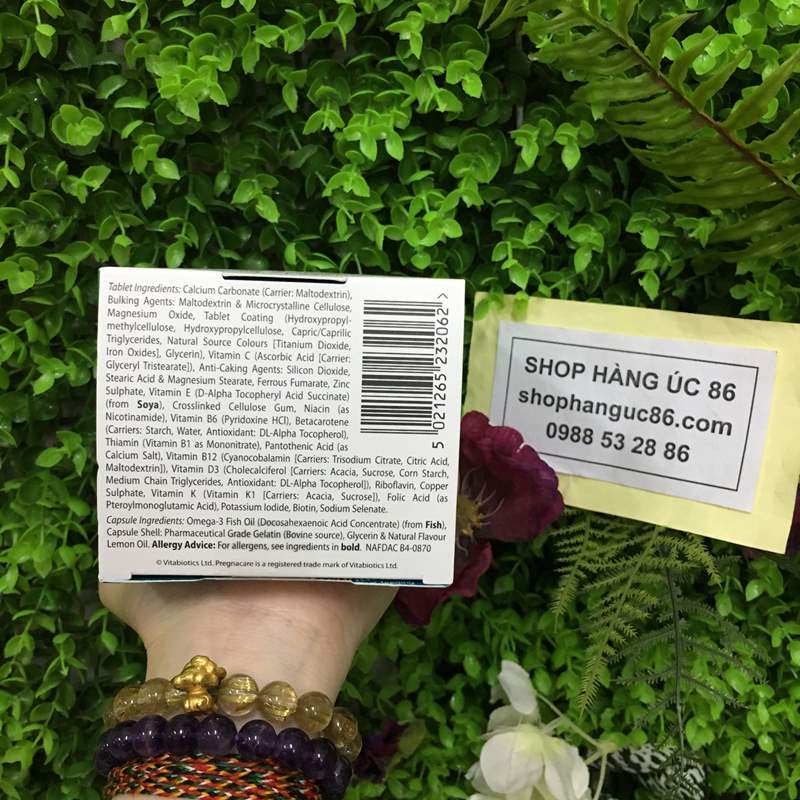 Tablet Ingredients: Calcium Carbonate (Carrier: Maltodextrin),
Bulking Agents: Maltodextrin & Microcrystalline Cellulose,
Magnesium Oxide, Tablet Coating (Hydroxypropyl-
methylcellulose, Hydroxypropylcellulose, Capric/Caprilic
Triglycerides, Natural Source Colours [Titanium Dioxide,
Iron Oxides], Glycerin), Vitamin C (Ascorbic Acid [Carrier:
Glyceryl Tristearate]), Anti-Caking Agents: Silicon Dioxide,
Stearic Acid & Magnesium Stearate, Ferrous Fumarate, Zinc
Sulphate, Vitamin E (D-Alpha Tocopheryl Acid Succinate)
(from Soya), Crosslinked Cellulose Gum, Niacin (as
Nicotinamide), Vitamin B6 (Pyridoxine HCl), Betacarotene
(Carriers: Starch, Water, Antioxidant: DL-Alpha Tocopherol),
Thiamin (Vitamin B1 as Mononitrate), Pantothenic Acid (as
Calcium Salt), Vitamin B12 (Cyanocobalamin [Carriers: Trisodium Citrate, Citric Acid,
Maltodextrin]), Vitamin D3 (Cholecalciferol [Carriers: Acacia, Sucrose, Corn Starch,
Medium Chain Triglycerides, Antioxidant: DL-Alpha Tocopherol]), Riboflavin, Copper
Sulphate, Vitamin K (Vitamin K1 [Carriers: Acacia, Sucrose]), Folic Acid (as
Pteroylmonoglutamic Acid), Potassium Iodide, Biotin, Sodium Selenate.
Capsule Ingredients: Omega-3 Fish Oil (Docosahexaenoic Acid Concentrate) (from Fish),
Capsule Shell: Pharmaceutical Grade Gelatin (Bovine source), Glycerin & Natural Flavour
Lemon Oil. Allergy Advice: For allergens, see ingredients in bold. NAFDAC B4-0870
© Vitabiotics Ltd. Pregnacare is a registered trade mark of Vitabiotics Ltd.
5 021265 232062 >
SHOP HÀNG ÚC 86
shophanguc86.com
0988 53 28 86